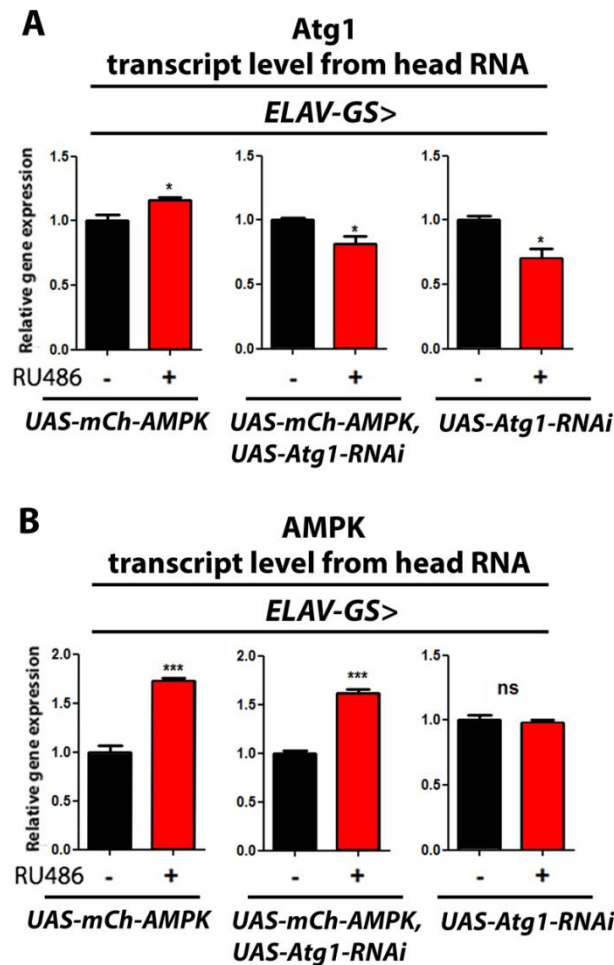 A
Atg1
transcript level from head RNA
ELAV-GS>
Relative gene expression
1.5
1.0
0.5
0.0
*
1.5
1.0
0.5
0.0
*
1.5
1.0
0.5
0.0
*
RU486 - + - + - +
UAS-mCh-AMPK
UAS-mCh-AMPK,
UAS-Atg1-RNAi
UAS-Atg1-RNAi
B
AMPK
transcript level from head RNA
ELAV-GS>
Relative gene expression
2.0
1.5
1.0
0.5
0.0
***
2.0
1.5
1.0
0.5
0.0
***
1.5
1.0
0.5
0.0
ns
RU486 - + - + - +
UAS-mCh-AMPK
UAS-mCh-AMPK,
UAS-Atg1-RNAi
UAS-Atg1-RNAi